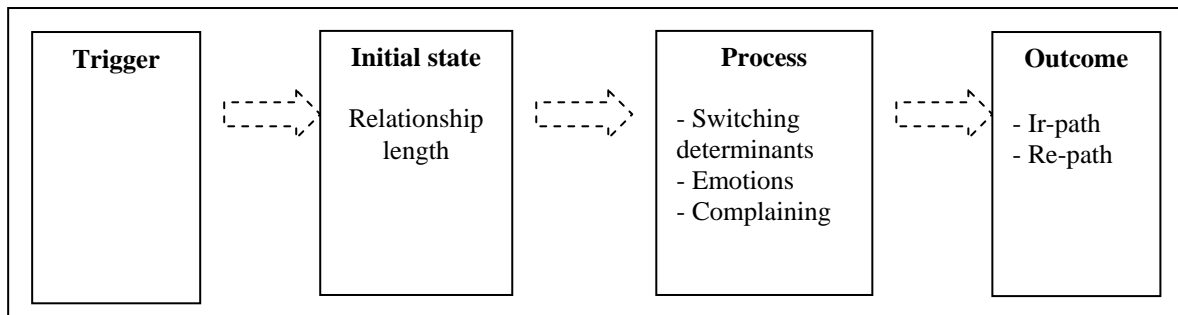 Trigger
Initial state
Relationship
length
Process
- Switching
determinants
- Emotions
- Complaining
Outcome
- Ir-path
- Re-path